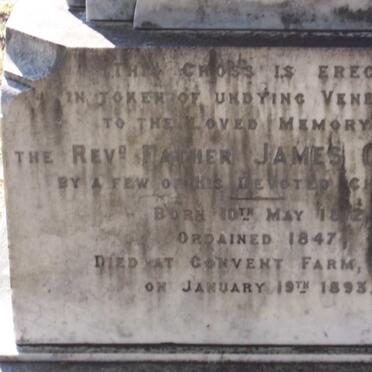 THIS CROSS IS EREC
IN TOKEN OF UNDYING VENE
TO THE LOVED MEMORY
THE REVD FATHER JAMES
BY A FEW OF HIS DEVOTED
BORN 10TH MAY
ORDAINED 1847,
DIED AT CONVENT FARM,
ON JANUARY 19TH 1893.